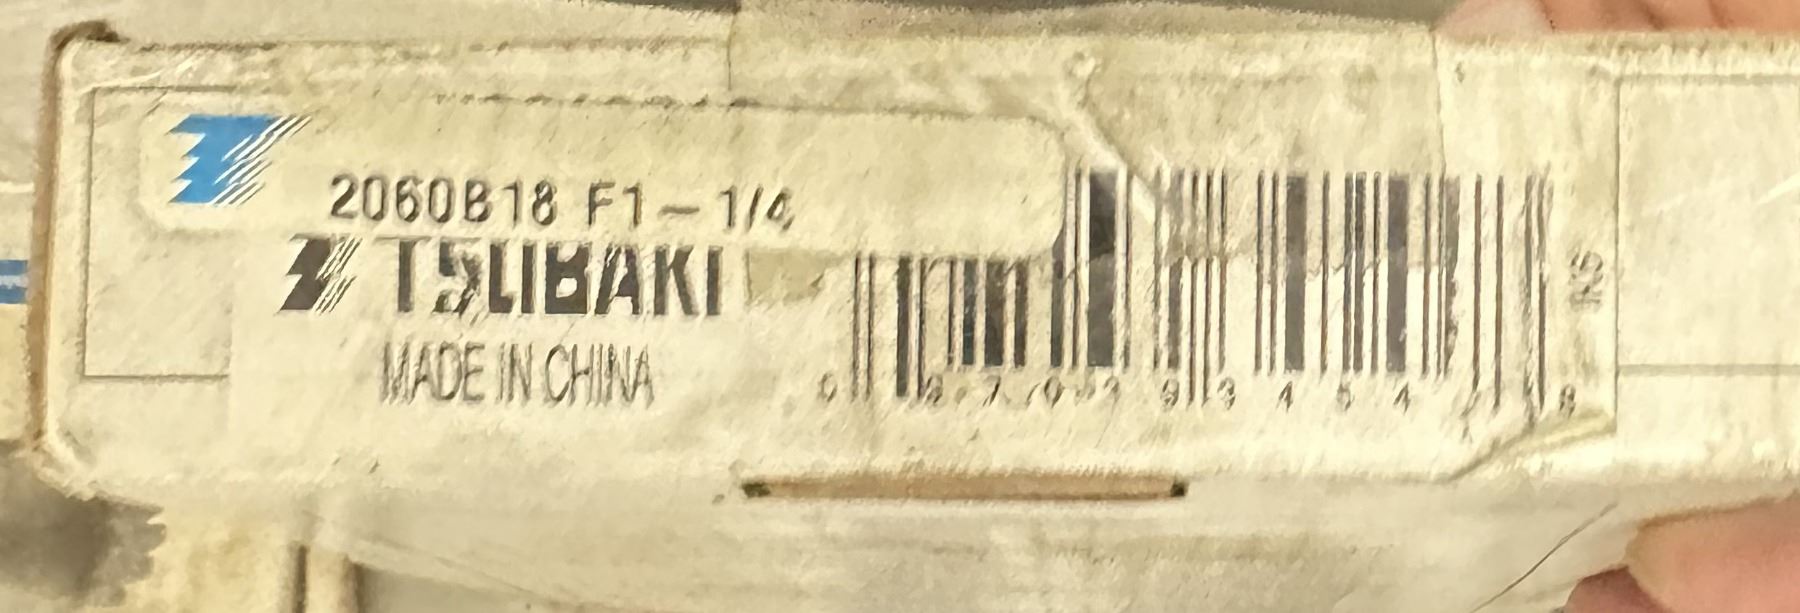 2060B18 F1-1/4
TSUBAKI
MADE IN CHINA